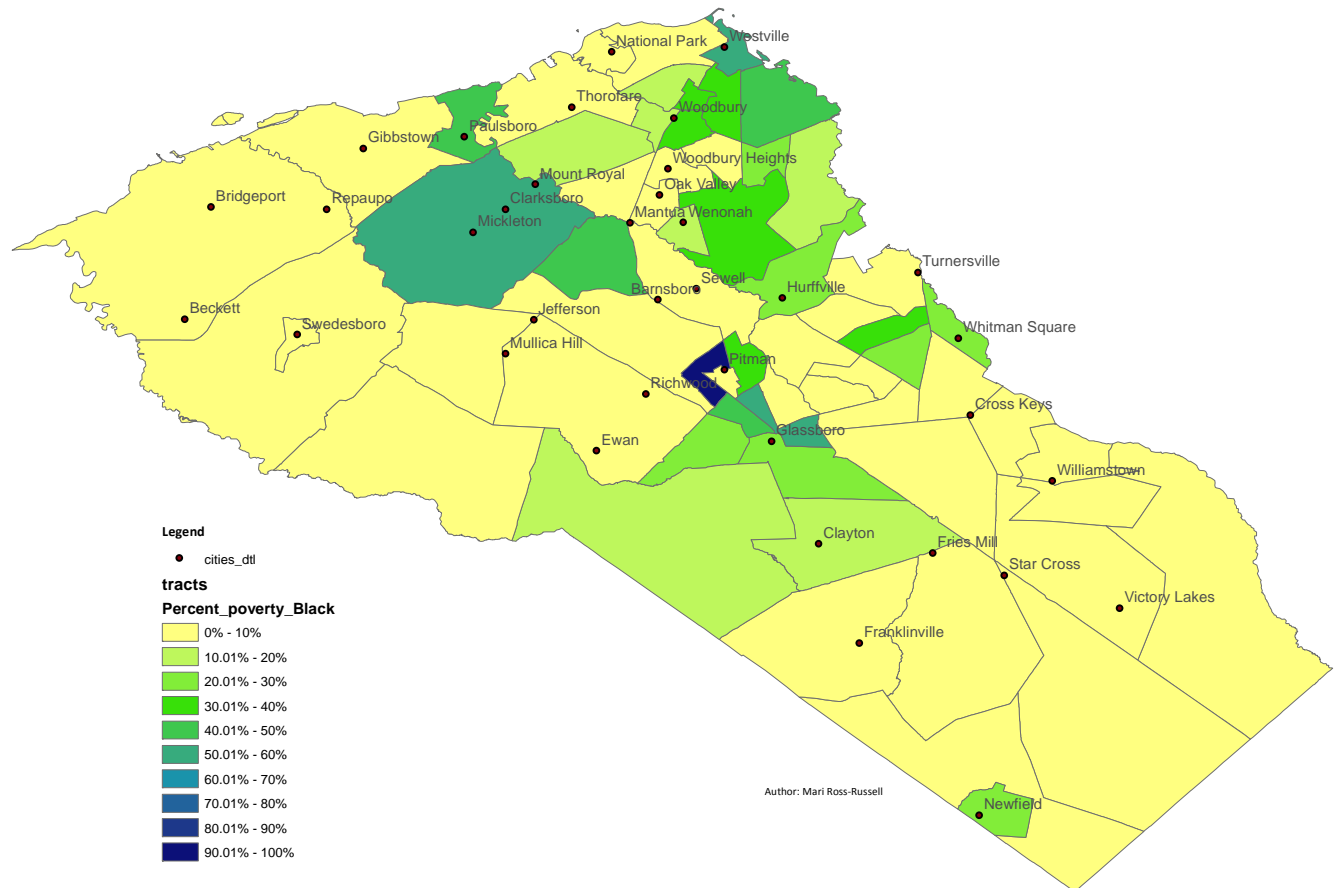 National Park
Westville
Thorofare
Woodbury
Paulsboro
Gibbstown
Woodbury Heights
Mount Royal
Oak Valley
Bridgeport
Repaupo
Clarksboro
Mantua
Wenonah
Mickleton
Turnersville
Sewell
Barnsboro
Hurffville
Beckett
Jefferson
Swedesboro
Whitman Square
Mullica Hill
Pitman
Richwood
Cross Keys
Glassboro
Ewan
Williamstown
Clayton
Fries Mill
Star Cross
Victory Lakes
Franklinville
Newfield
Legend
cities_dtl
tracts
Percent_poverty_Black
0% - 10%
10.01% - 20%
20.01% - 30%
30.01% - 40%
40.01% - 50%
50.01% - 60%
60.01% - 70%
70.01% - 80%
80.01% - 90%
90.01% - 100%
Author: Mari Ross-Russell